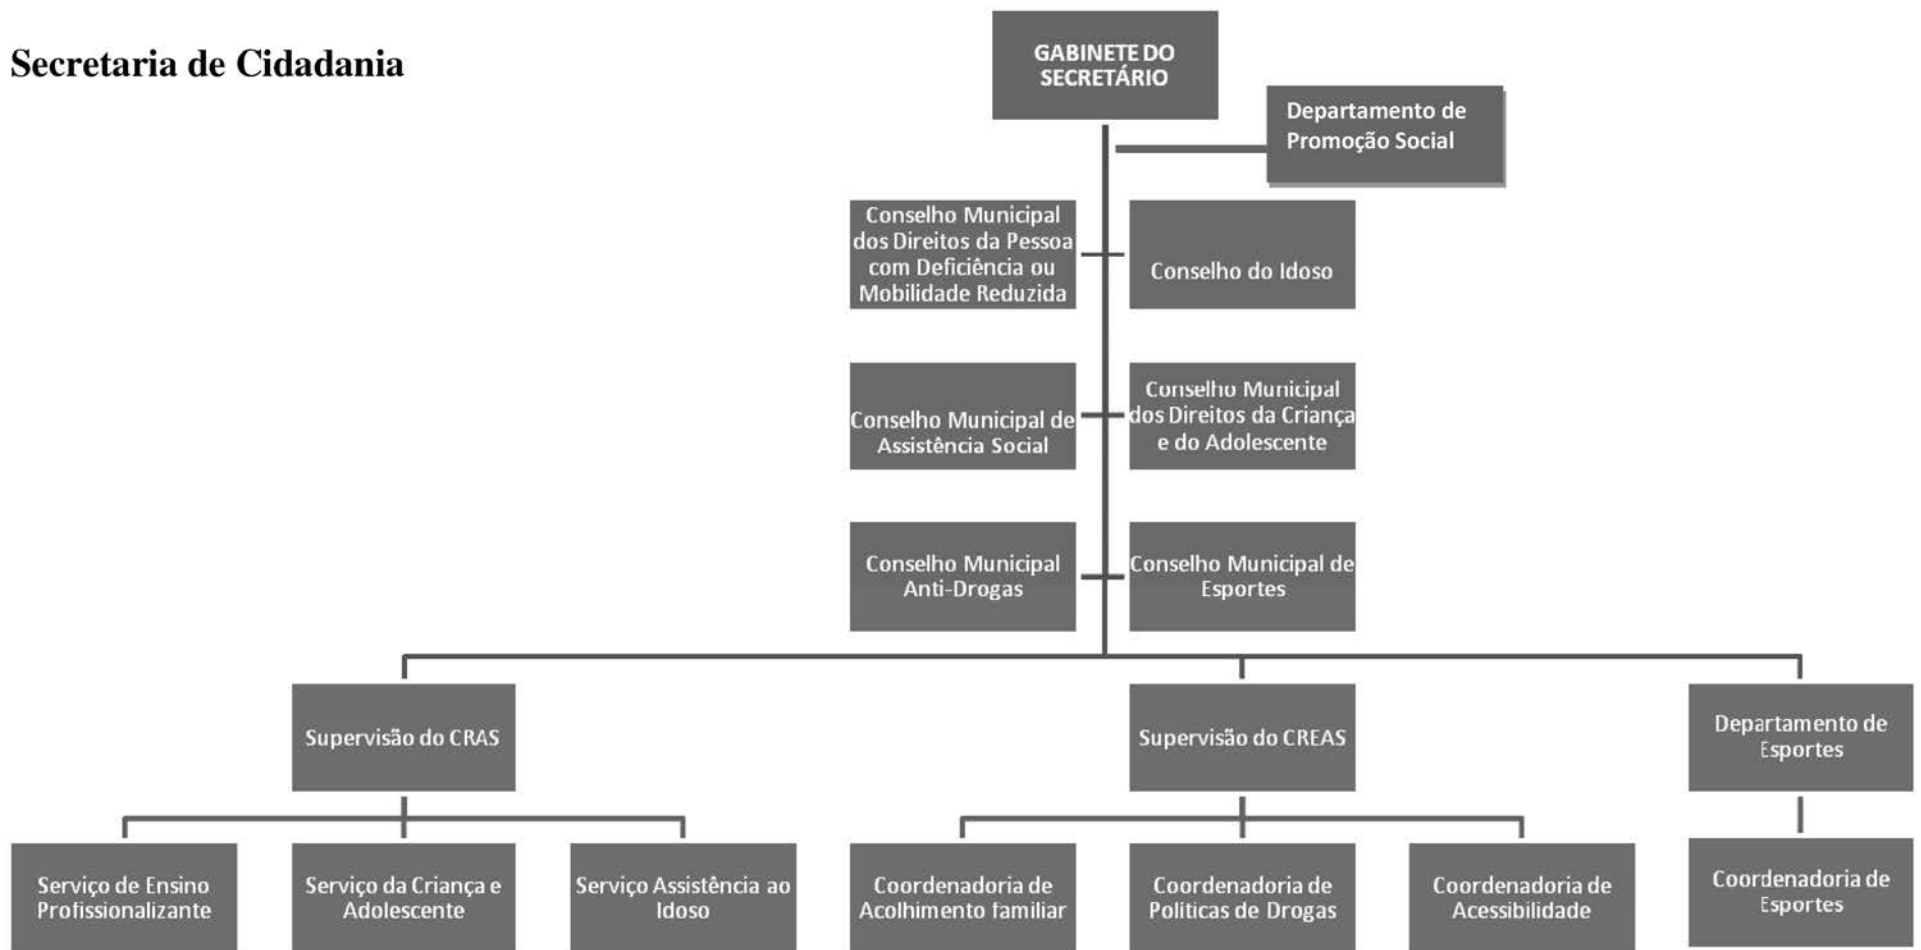 Secretaria de Cidadania
GABINETE DO
SECRETÁRIO
Departamento de
Promoção Social
Conselho Municipal
dos Direitos da Pessoa
com Deficiência ou
Mobilidade Reduzida
Conselho do Idoso
Conselho Municipal de
Assistência Social
Conselho Municipal
dos Direitos da Criança
e do Adolescente
Conselho Municipal
Anti-Drogas
Conselho Municipal de
Esportes
Supervisão do CRAS
Supervisão do CREAS
Departamento de
Esportes
Serviço de Ensino
Profissionalizante
Serviço da Criança e
Adolescente
Serviço Assistência ao
Idoso
Coordenadoria de
Acolhimento familiar
Coordenadoria de
Políticas de Drogas
Coordenadoria de
Acessibilidade
Coordenadoria de
Esportes